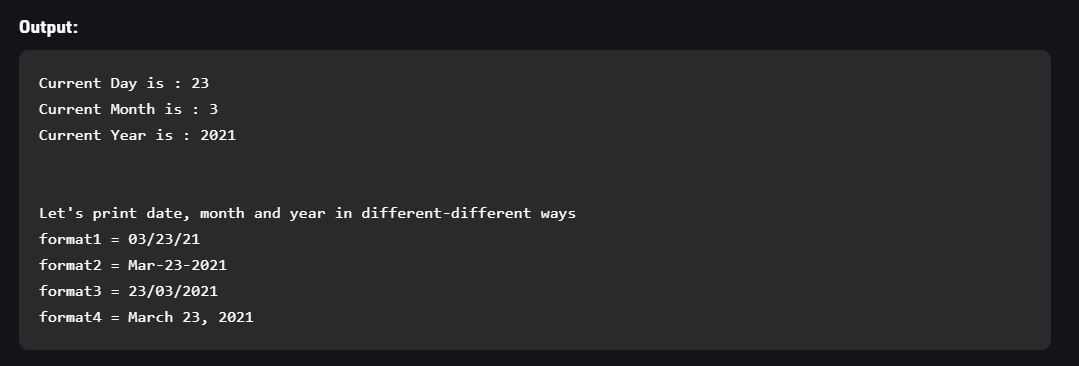 Output:
Current Day is : 23
Current Month is : 3
Current Year is : 2021
Let's print date, month and year in different-different ways
format1 = 03/23/21
format2 = Mar-23-2021
format3 = 23/03/2021
format4 = March 23, 2021